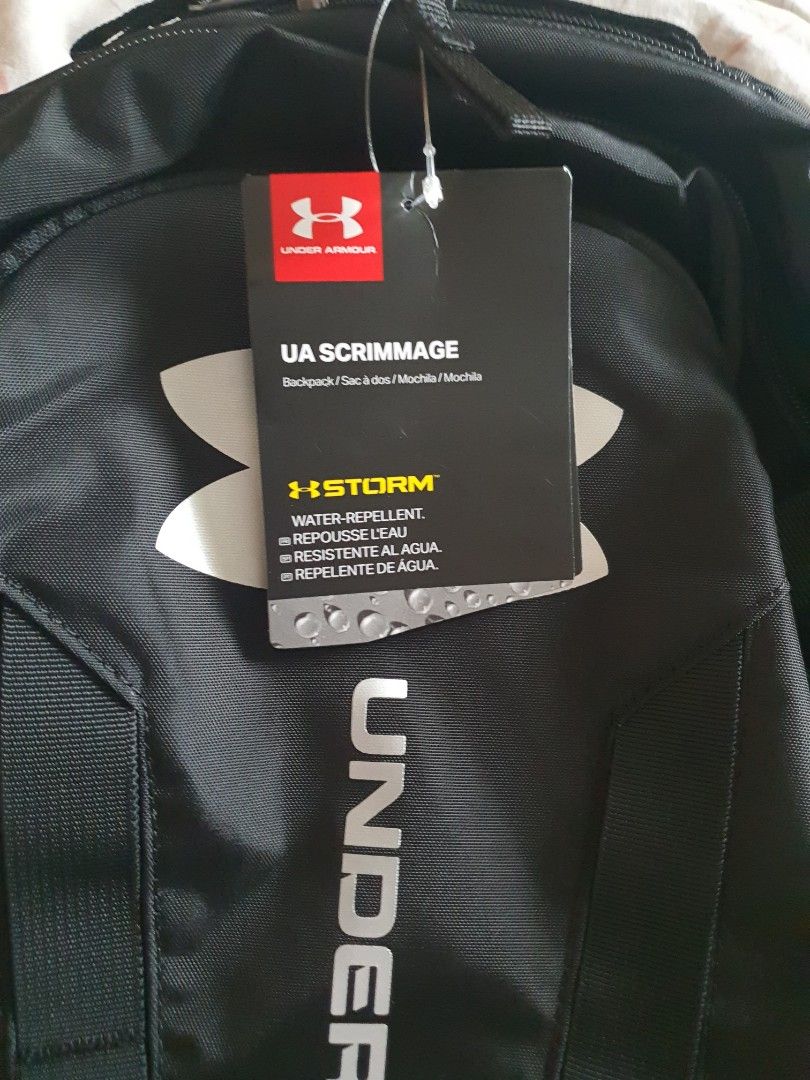 UNDER ARMOUR
UA SCRIMMAGE
Backpack / Sac à dos / Mochila / Mochila
STORM™
WATER-REPELLENT.
REPOUSSE L'EAU
RESISTENTE AL AGUA.
REPELENTE DE ÁGUA.
UNDER